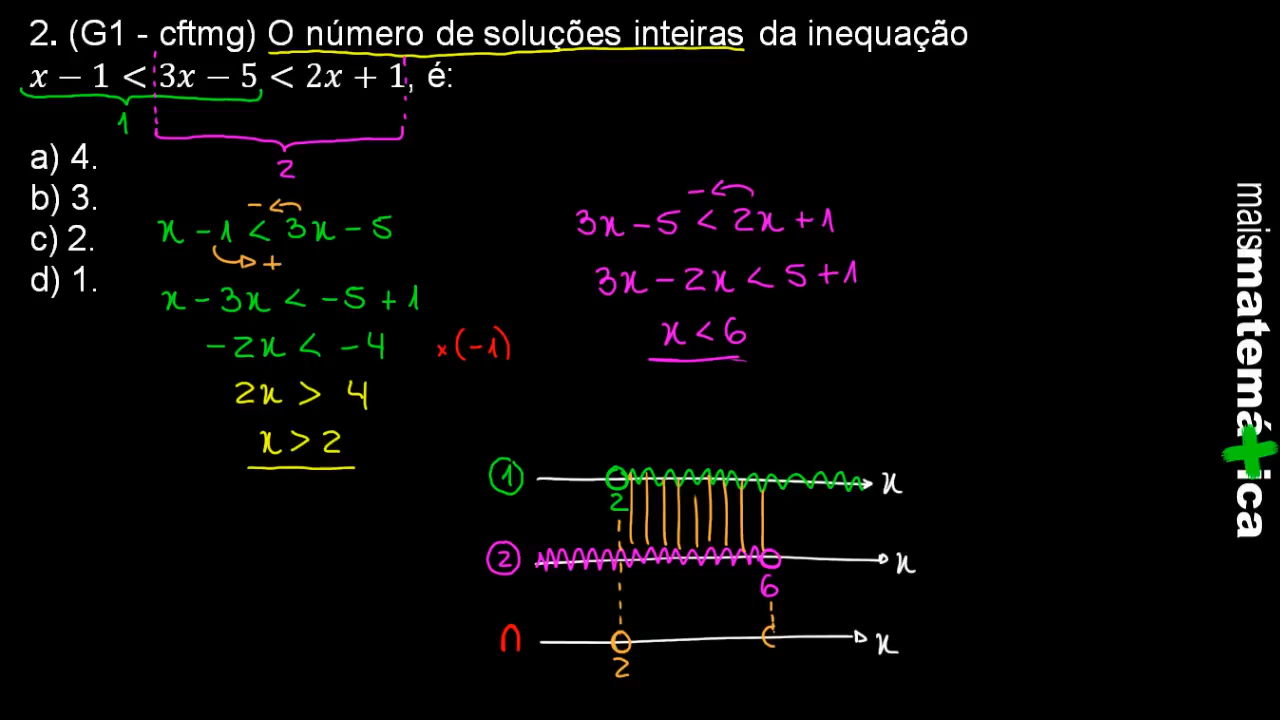 2. (G1 - cftmg) O número de soluções inteiras da inequação
x − 1 < 3x − 5 < 2x + 1, é:
1
2
a) 4.
b) 3.
c) 2.
d) 1.
−
x − 1 < 3x − 5
+
x − 3x < −5 + 1
−2x < −4 x (−1)
2x > 4
x > 2
−
3x − 5 < 2x + 1
3x − 2x < 5 + 1
x < 6
1 x
2
2 x
6
∩ x
2
maismatemática